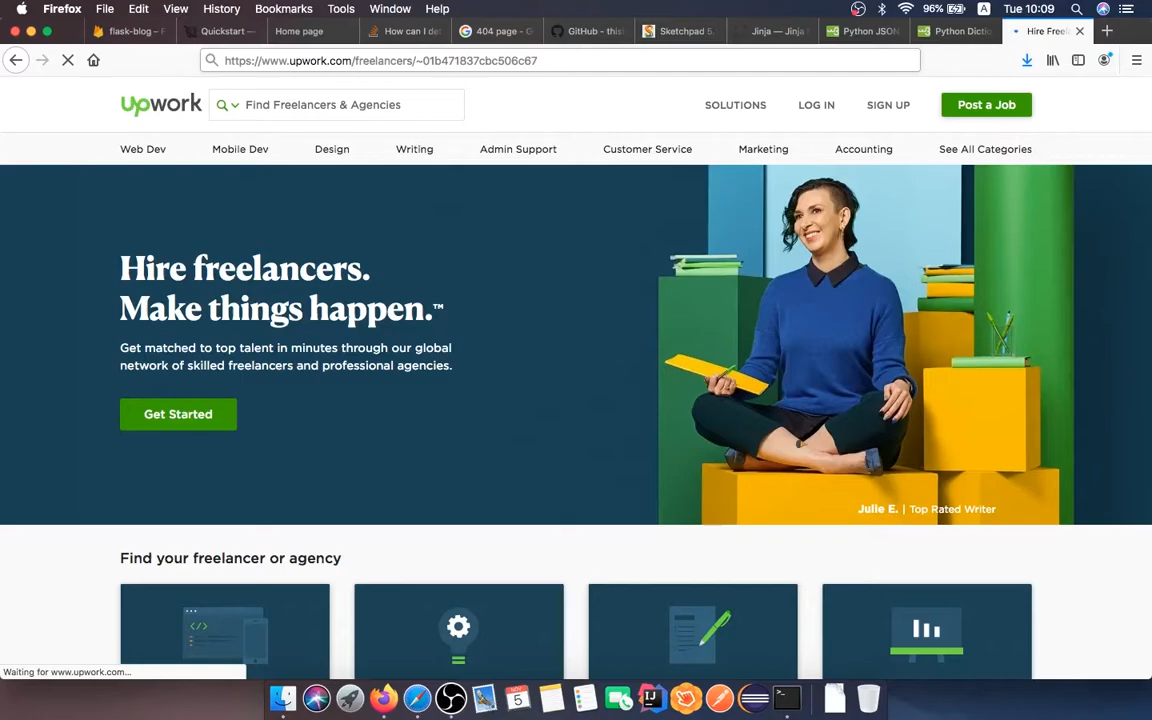 Firefox File Edit View History Bookmarks Tools Window Help 96% A Tue 10:09
flask-blog – F Quickstart — Home page How can I de 404 page - G GitHub - this Sketchpad 5. Jinja — Jinja Python JSON Python Dictio Hire Freel
https://www.upwork.com/freelancers/~01b471837cbc506c67
upwork Find Freelancers & Agencies SOLUTIONS LOG IN SIGN UP Post a Job
Web Dev Mobile Dev Design Writing Admin Support Customer Service Marketing Accounting See All Categories
Hire freelancers.
Make things happen.™
Get matched to top talent in minutes through our global
network of skilled freelancers and professional agencies.
Get Started
Julie E. | Top Rated Writer
Find your freelancer or agency
</> 
Waiting for www.upwork.com...
NOV
5